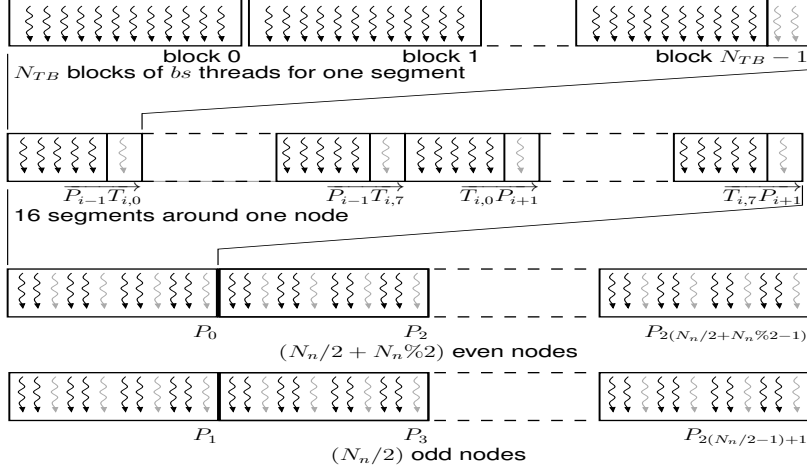 block 0 block 1 block $N_{TB} - 1$
$N_{TB}$ blocks of $bs$ threads for one segment
$\overrightarrow{P_{i-1}T_{i,0}}$ $\overrightarrow{P_{i-1}T_{i,7}}$ $\overrightarrow{T_{i,0}P_{i+1}}$ $\overrightarrow{T_{i,7}P_{i+1}}$
16 segments around one node
$P_0$ $P_2$ $P_{2(N_n/2+N_n\%2-1)}$
$(N_n/2 + N_n\%2)$ even nodes
$P_1$ $P_3$ $P_{2(N_n/2-1)+1}$
$(N_n/2)$ odd nodes